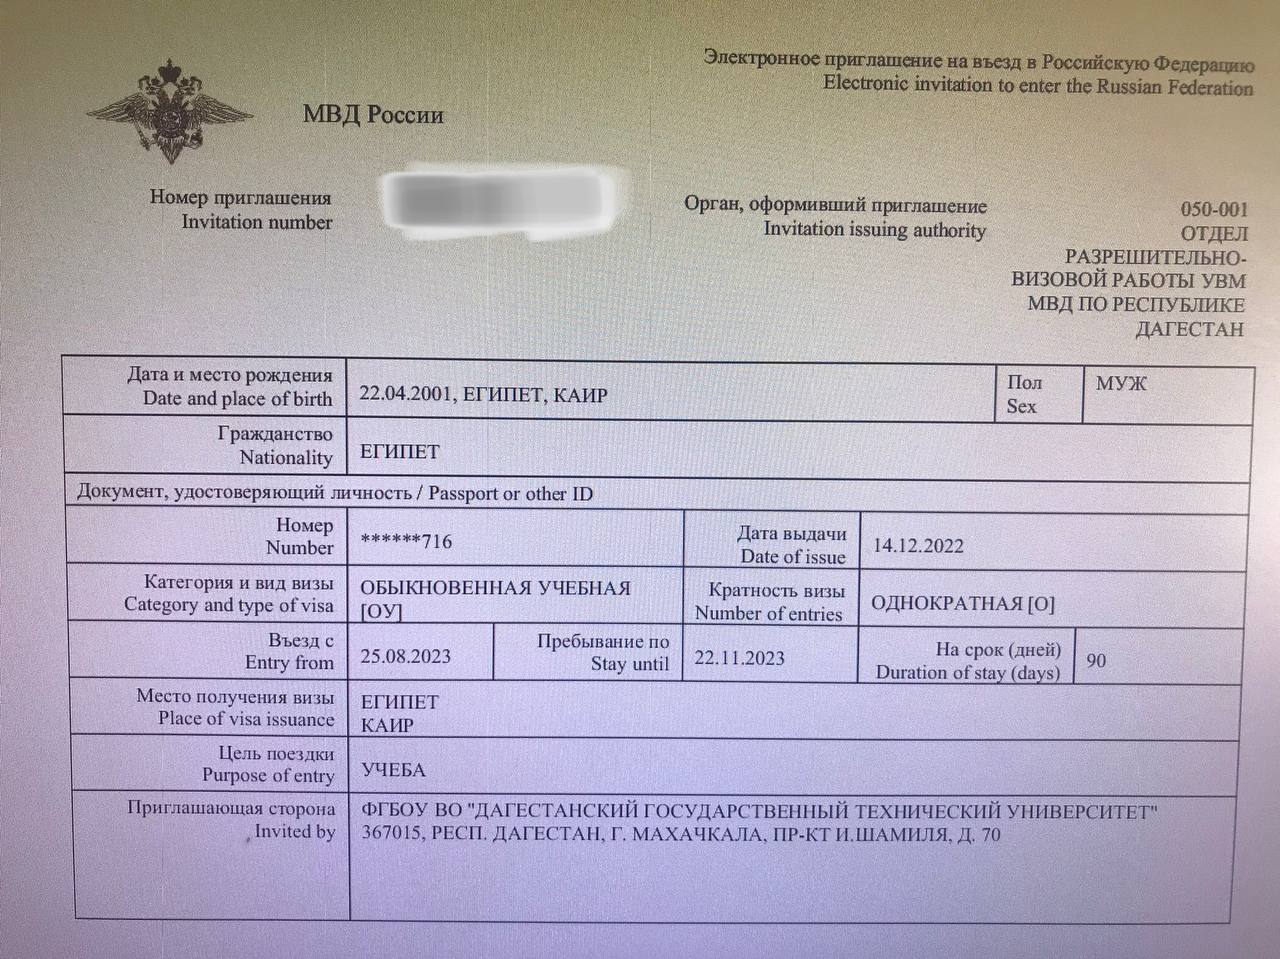 Электронное приглашение на въезд в Российскую Федерацию
Electronic invitation to enter the Russian Federation
МВД России
Номер приглашения
Invitation number
Орган, оформивший приглашение
Invitation issuing authority
050-001
ОТДЕЛ
РАЗРЕШИТЕЛЬНО-
ВИЗОВОЙ РАБОТЫ УВМ
МВД ПО РЕСПУБЛИКЕ
ДАГЕСТАН
Дата и место рождения
Date and place of birth
22.04.2001, ЕГИПЕТ, КАИР
Пол
Sex
МУЖ
Гражданство
Nationality
ЕГИПЕТ
Документ, удостоверяющий личность / Passport or other ID
Номер
Number
******716
Дата выдачи
Date of issue
14.12.2022
Категория и вид визы
Category and type of visa
ОБЫКНОВЕННАЯ УЧЕБНАЯ
[ОУ]
Кратность визы
Number of entries
ОДНОКРАТНАЯ [О]
Въезд с
Entry from
25.08.2023
Пребывание по
Stay until
22.11.2023
На срок (дней)
Duration of stay (days)
90
Место получения визы
Place of visa issuance
ЕГИПЕТ
КАИР
Цель поездки
Purpose of entry
УЧЕБА
Приглашающая сторона
Invited by
ФГБОУ ВО "ДАГЕСТАНСКИЙ ГОСУДАРСТВЕННЫЙ ТЕХНИЧЕСКИЙ УНИВЕРСИТЕТ"
367015, РЕСП. ДАГЕСТАН, Г. МАХАЧКАЛА, ПР-КТ И.ШАМИЛЯ, Д. 70